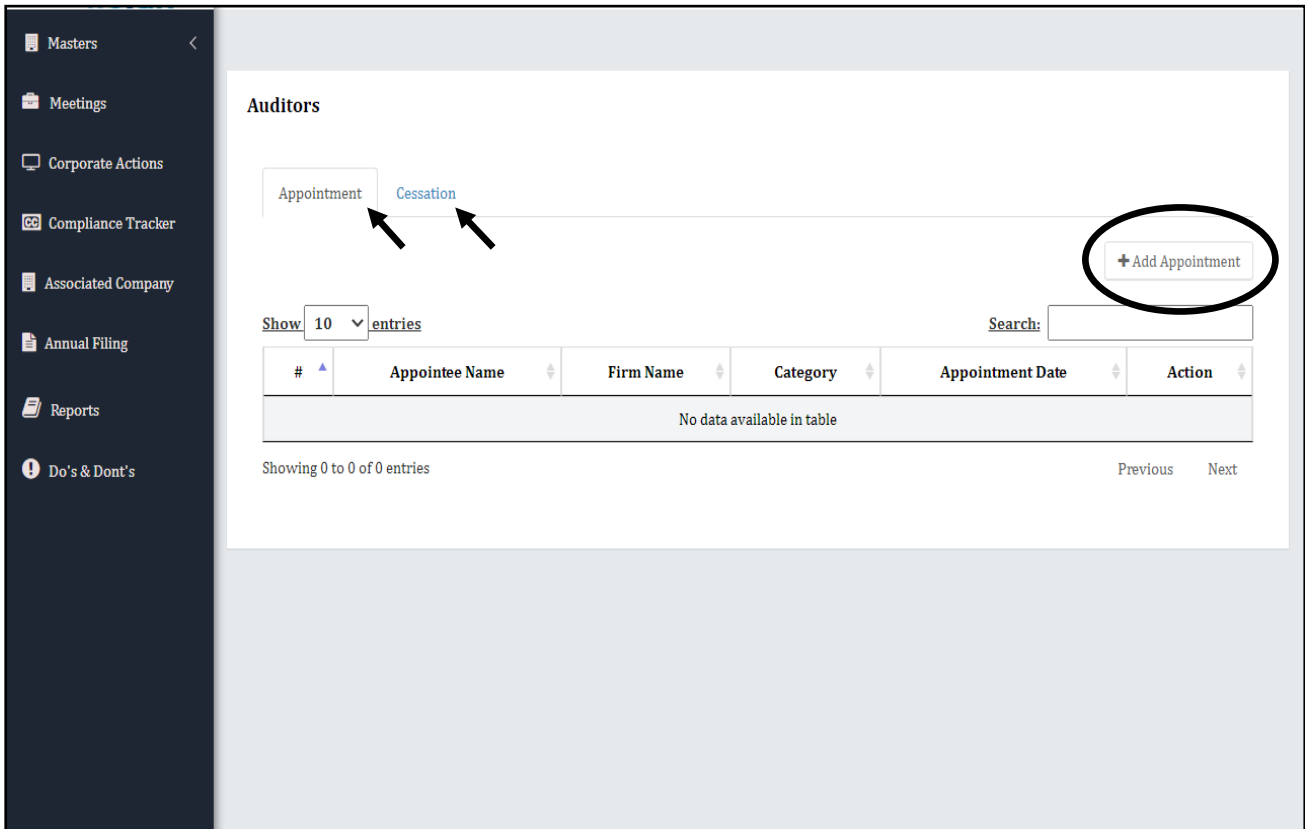 Masters
Meetings
Corporate Actions
Compliance Tracker
Associated Company
Annual Filing
Reports
Do's & Dont's
Auditors
Appointment Cessation
Add Appointment
Show 10 entries Search:
# Appointee Name Firm Name Category Appointment Date Action
No data available in table
Showing 0 to 0 of 0 entries Previous Next